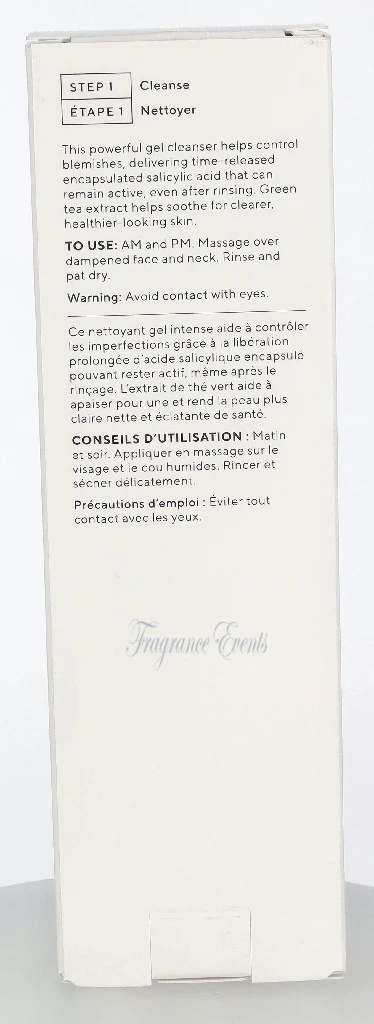 STEP 1 Cleanse
ÉTAPE 1 Nettoyer
This powerful gel cleanser helps control
blemishes, delivering time-released
encapsulated salicylic acid that can
remain active, even after rinsing. Green
tea extract helps soothe for clearer,
healthier-looking skin.
TO USE: AM and PM. Massage over
dampened face and neck. Rinse and
pat dry.
Warning: Avoid contact with eyes.
Ce nettoyant gel intense aide à contrôler
les imperfections grâce à la libération
prolongée d'acide salicylique encapsulé
pouvant rester actif, même après le
rinçage. L'extrait de thé vert aide à
apaiser pour une et rend la peau plus
claire nette et éclatante de santé.
CONSEILS D'UTILISATION : Matin
et soir. Appliquer en massage sur le
visage et le cou humides. Rincer et
sécher délicatement.
Précautions d'emploi : Éviter tout
contact avec les yeux.
Fragrance Events